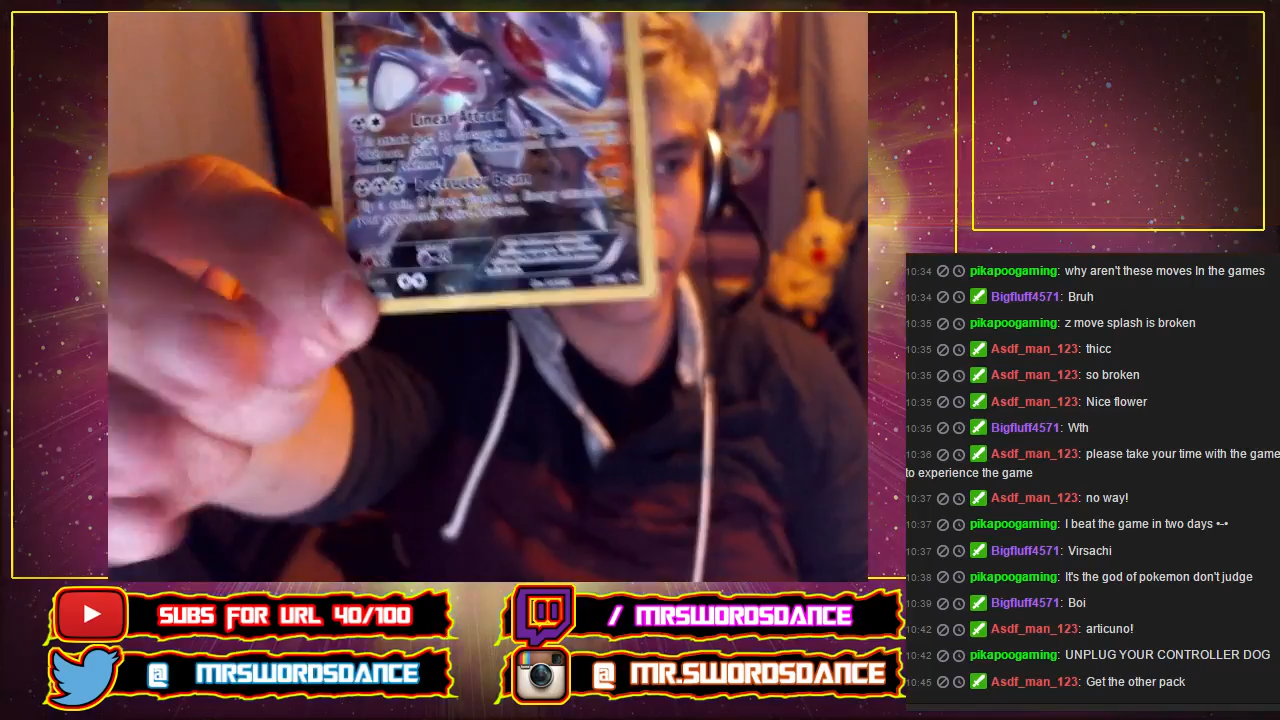 Linear Attack
Destructor Beam
10:34 pikapoogaming: why aren't these moves In the games
10:34 Bigfluff4571: Bruh
10:35 pikapoogaming: z move splash is broken
10:35 Asdf_man_123: thicc
10:35 Asdf_man_123: so broken
10:35 Asdf_man_123: Nice flower
10:35 Bigfluff4571: Wth
10:36 Asdf_man_123: please take your time with the game
to experience the game
10:37 Asdf_man_123: no way!
10:37 pikapoogaming: I beat the game in two days •~•
10:37 Bigfluff4571: Virsachi
10:38 pikapoogaming: It's the god of pokemon don't judge
10:39 Bigfluff4571: Boi
10:42 Asdf_man_123: articuno!
10:42 pikapoogaming: UNPLUG YOUR CONTROLLER DOG
10:45 Asdf_man_123: Get the other pack
SUBS FOR URL 40/100
/ MRSWORDSDANCE
@ MRSWORDSDANCE
@ MR.SWORDSDANCE